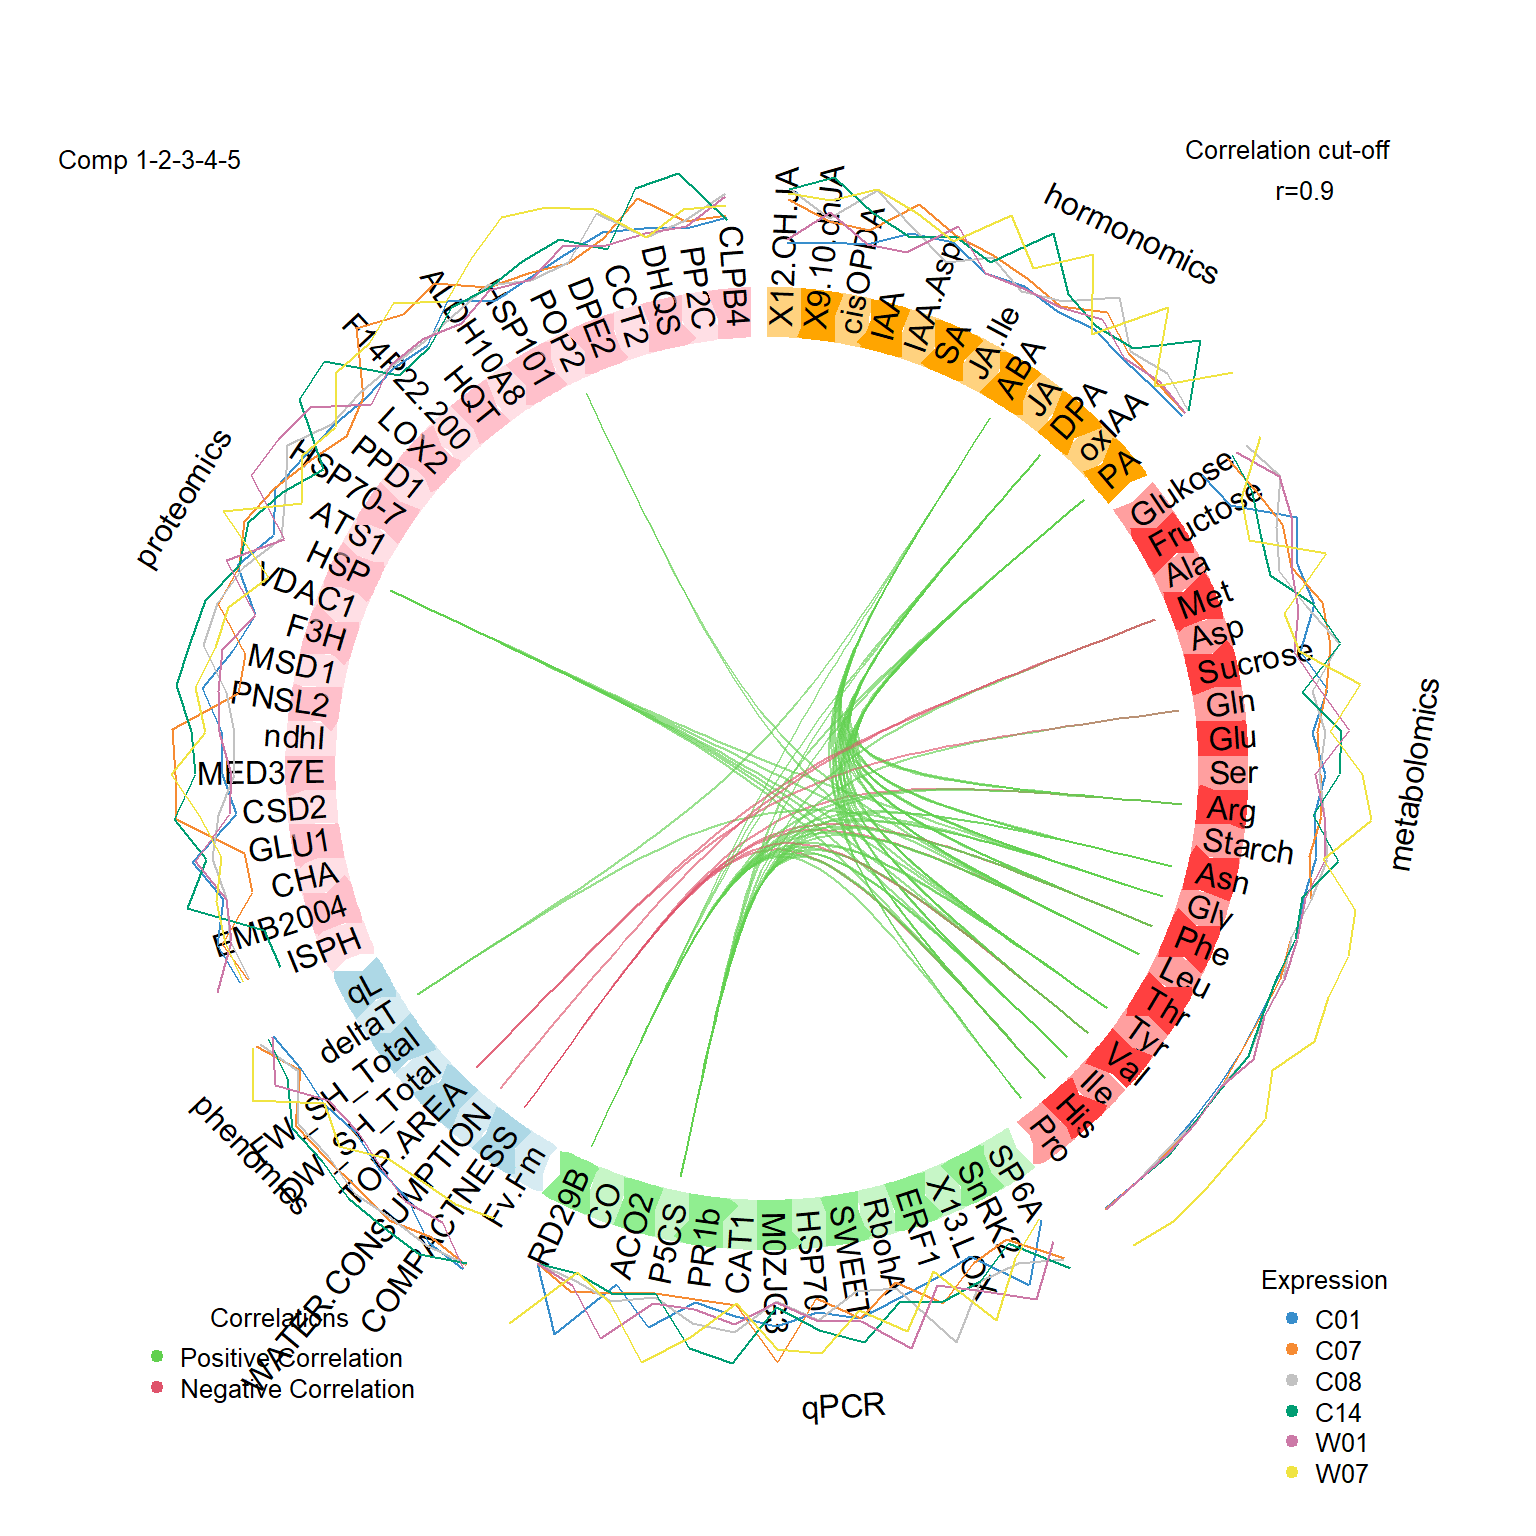 Comp 1-2-3-4-5
Correlation cut-off
r=0.9
hormonomics
X12.OH.JA
X9.10.dhJA
cisOPDA
IAA
IAA.Asp
SA
JA.Ile
ABA
JA
DPA
oxIAA
PA
metabolomics
Glukose
Fructose
Ala
Met
Asp
Sucrose
Gln
Glu
Ser
Arg
Starch
Asn
Gly
Phe
Leu
Thr
Tyr
Val
Ile
His
Pro
qPCR
SP6A
SnRK2
X13.LOX
ERF1
RbohA
SWEET
HSP70
CAT1
PR1b
P5CS
ACO2
CO
RD29B
phenomics
Fv.Fm
COMPACTNESS
WATER.CONSUMPTION
TOP.AREA
DW_SH_Total
FW_SH_Total
deltaT
qL
proteomics
ISPH
EMB2004
CHA
GLU1
CSD2
MED37E
ndhI
PNSL2
MSD1
F3H
VDAC1
HSP
ATS1
HSP70-7
PPD1
LOX2
F14P22.200
HQT
ALDH10A8
POP2
DPE2
CCT2
DHQS
PP2C
CLPB4
Correlations
Positive Correlation
Negative Correlation
Expression
C01
C07
C08
C14
W01
W07